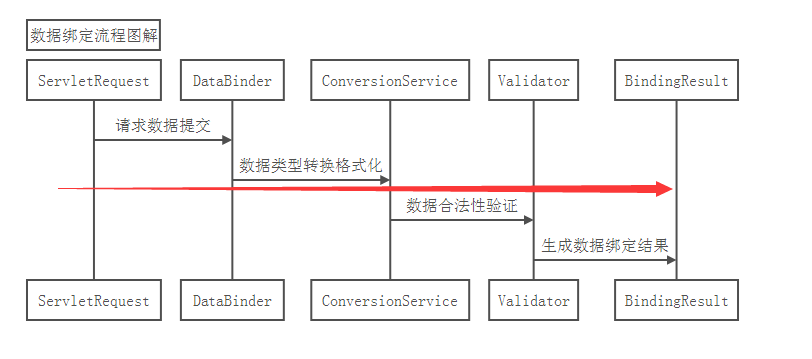 数据绑定流程图解
ServletRequest
DataBinder
ConversionService
Validator
BindingResult
请求数据提交
数据类型转换格式化
数据合法性验证
生成数据绑定结果
ServletRequest
DataBinder
ConversionService
Validator
BindingResult